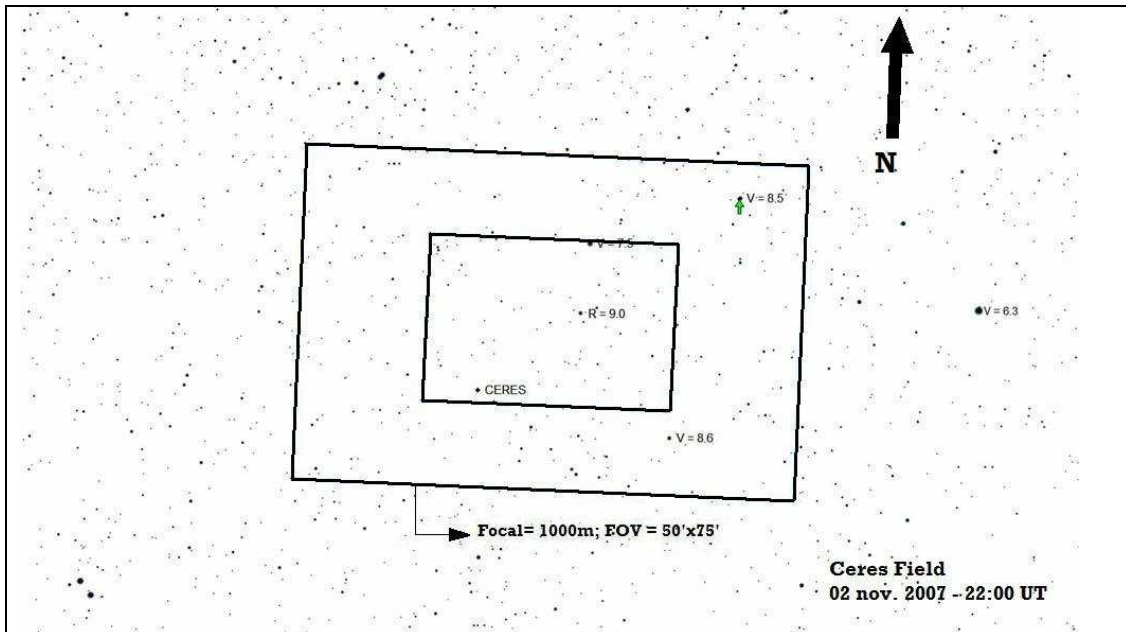 N
V = 8.5
V = 7.5
R = 9.0
V = 6.3
CERES
V = 8.6
Focal= 1000m; FOV = 50'x75'
Ceres Field
02 nov. 2007 - 22:00 UT